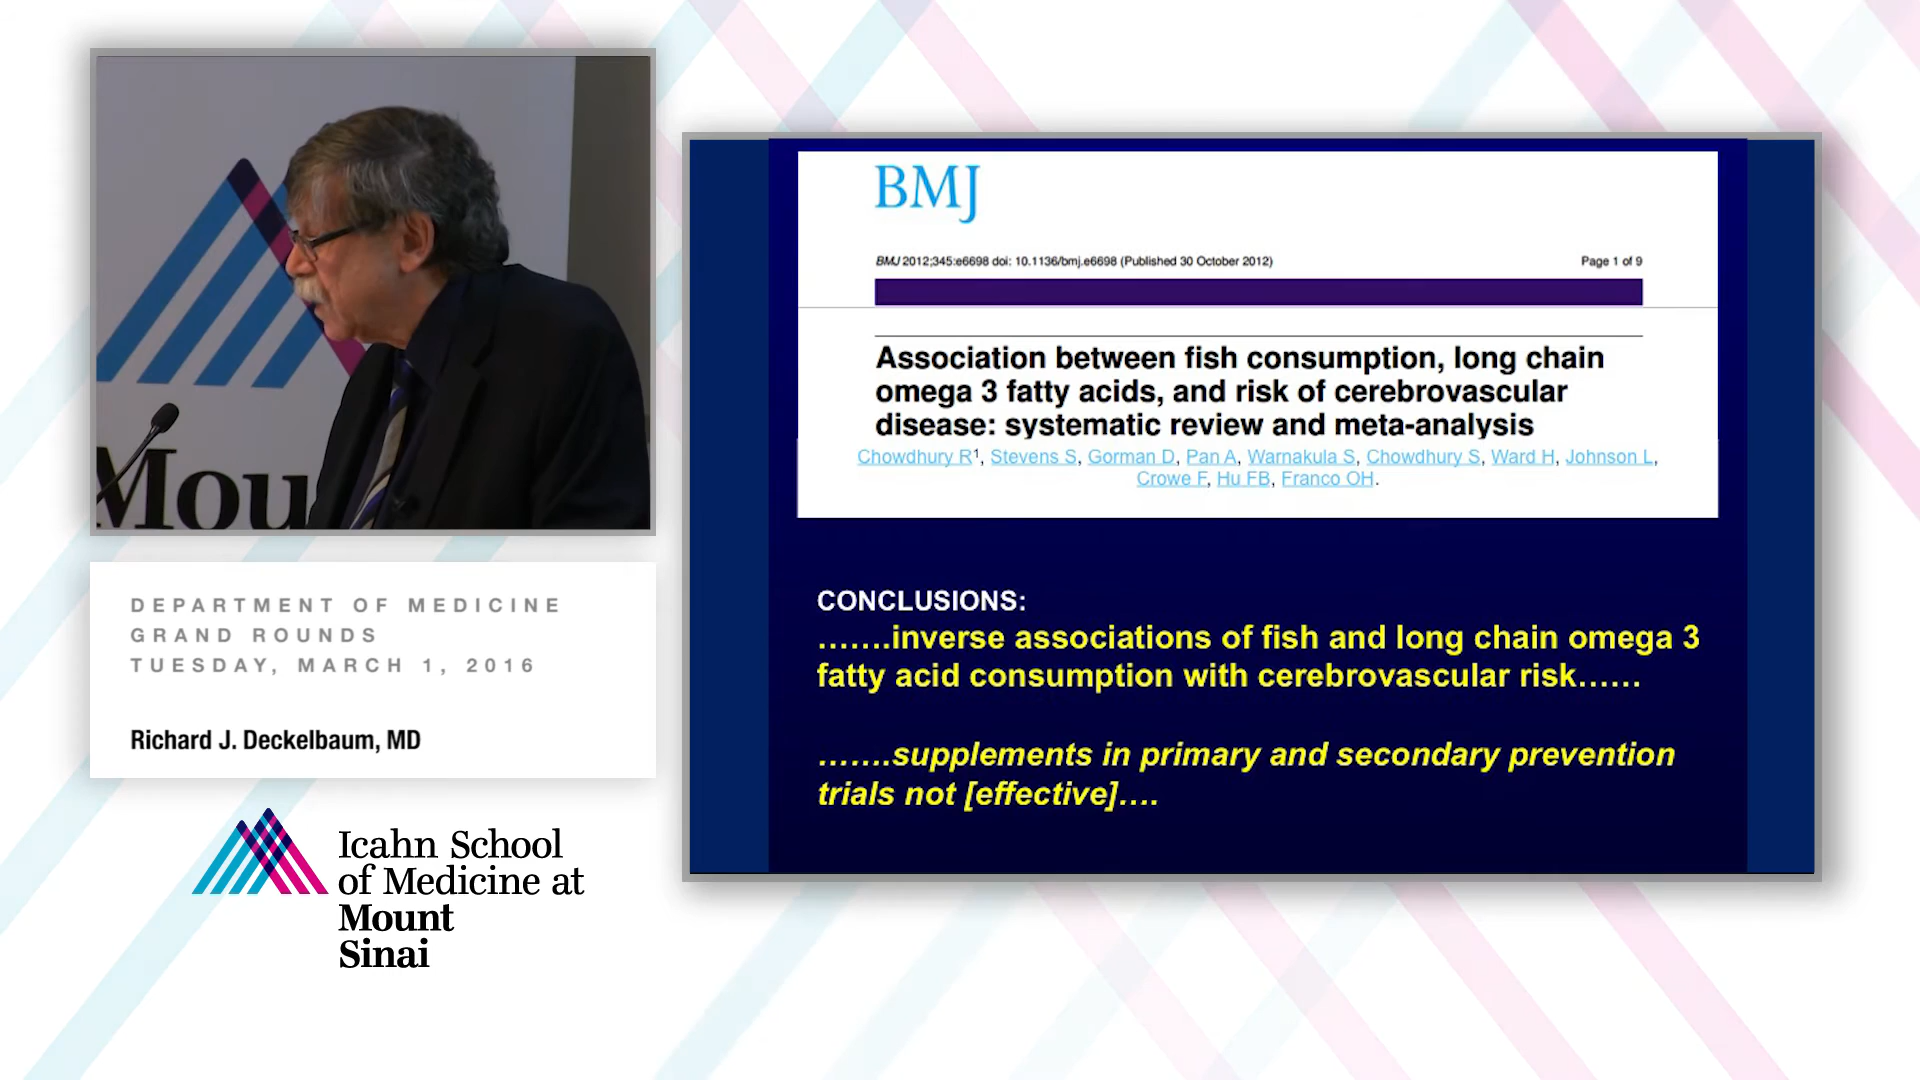 Mou
DEPARTMENT OF MEDICINE
GRAND ROUNDS
TUESDAY, MARCH 1, 2016
Richard J. Deckelbaum, MD
Icahn School
of Medicine at
Mount
Sinai
BMJ
BMJ 2012;345:e6698 doi: 10.1136/bmj.e6698 (Published 30 October 2012) Page 1 of 9
Association between fish consumption, long chain
omega 3 fatty acids, and risk of cerebrovascular
disease: systematic review and meta-analysis
Chowdhury R1, Stevens S, Gorman D, Pan A, Warnakula S, Chowdhury S, Ward H, Johnson L,
Crowe F, Hu FB, Franco OH.
CONCLUSIONS:
…….inverse associations of fish and long chain omega 3
fatty acid consumption with cerebrovascular risk……
…….supplements in primary and secondary prevention
trials not [effective]….